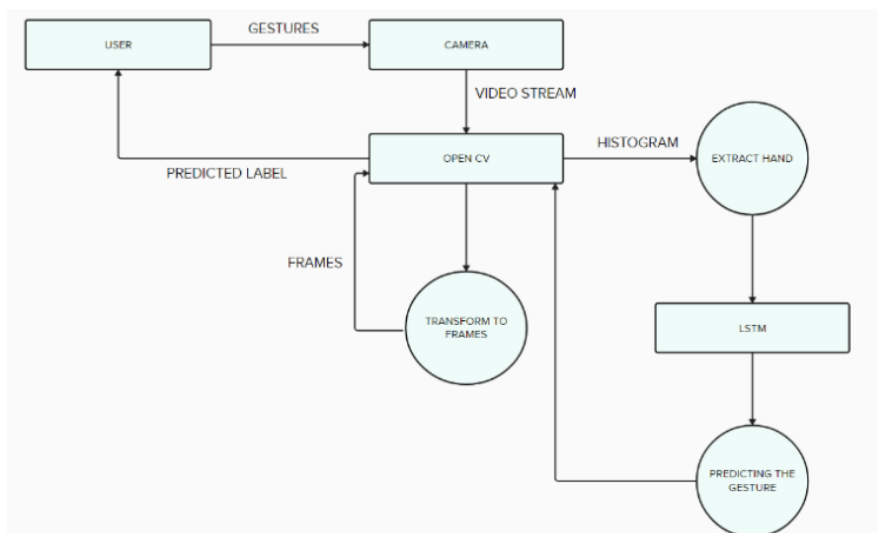 GESTURES
USER
CAMERA
VIDEO STREAM
OPEN CV
HISTOGRAM
EXTRACT HAND
PREDICTED LABEL
FRAMES
TRANSFORM TO
FRAMES
LSTM
PREDICTING THE
GESTURE